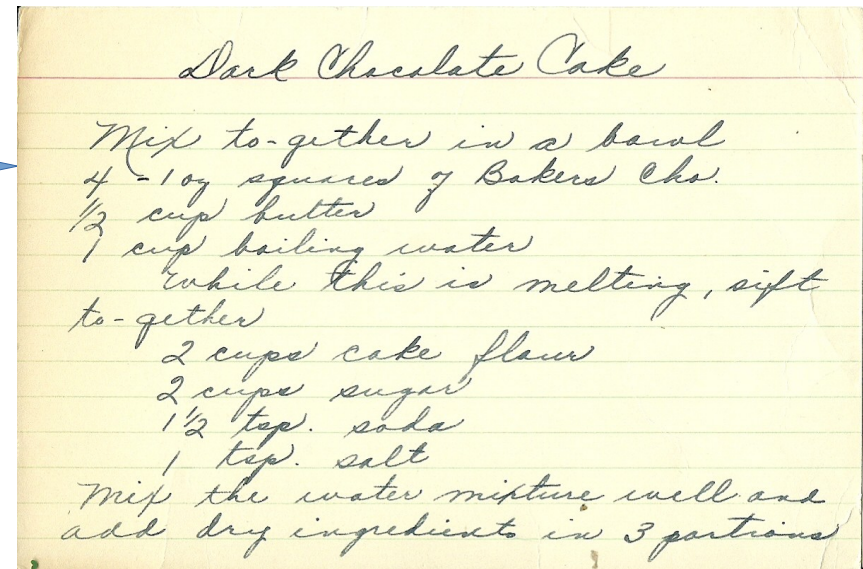 Dark Chocolate Cake
Mix to-gether in a bowl
4 - 1 oz squares of Bakers Cho.
1/2 cup butter
1 cup boiling water
While this is melting, sift
to-gether
2 cups cake flour
2 cups sugar
1 1/2 tsp. soda
1 tsp. salt
Mix the water mixture well and
add dry ingredients in 3 portions